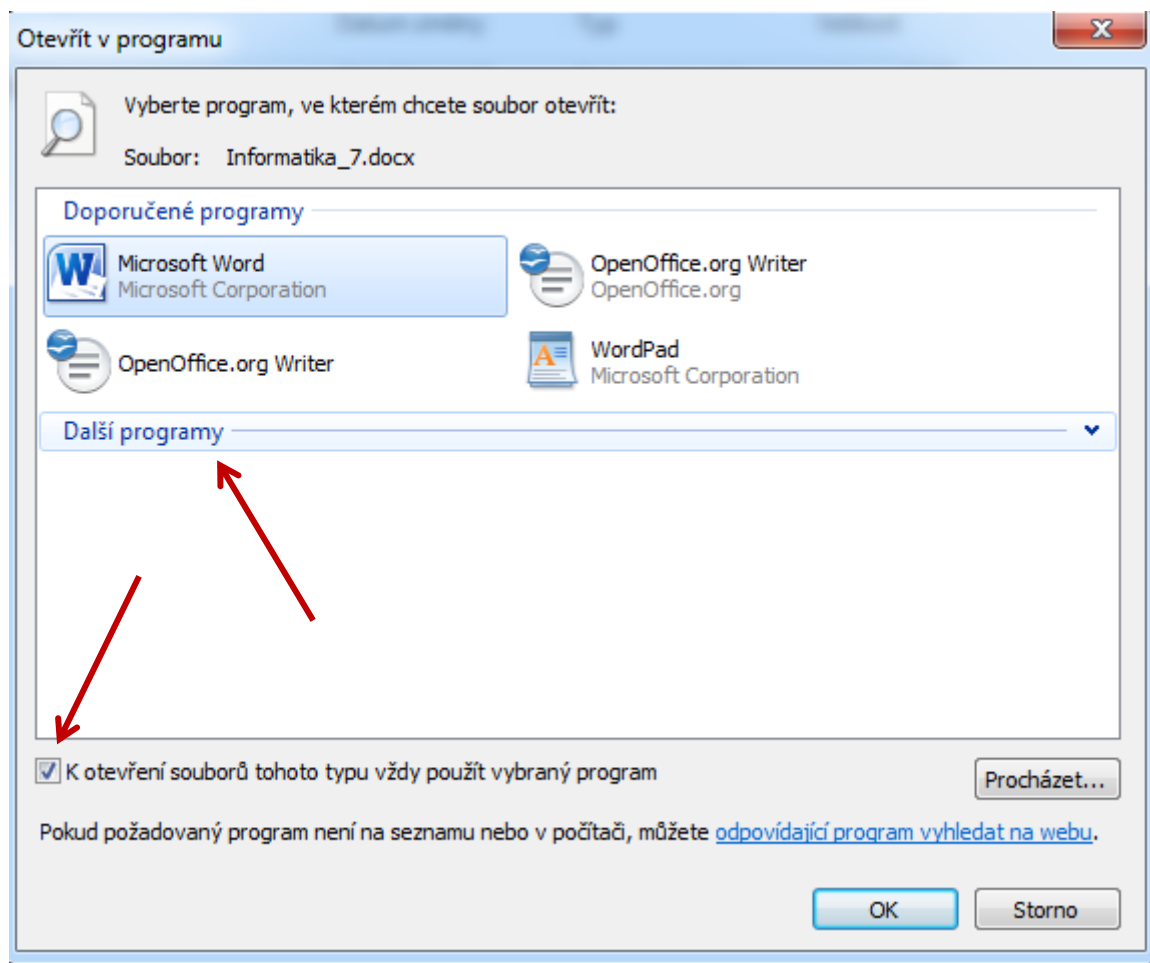 Otevřít v programu
Vyberte program, ve kterém chcete soubor otevřít:
Soubor: Informatika_7.docx
Doporučené programy
Microsoft Word
Microsoft Corporation
OpenOffice.org Writer
OpenOffice.org
OpenOffice.org Writer
WordPad
Microsoft Corporation
Další programy
K otevření souborů tohoto typu vždy použít vybraný program
Procházet...
Pokud požadovaný program není na seznamu nebo v počítači, můžete odpovídající program vyhledat na webu.
OK
Storno